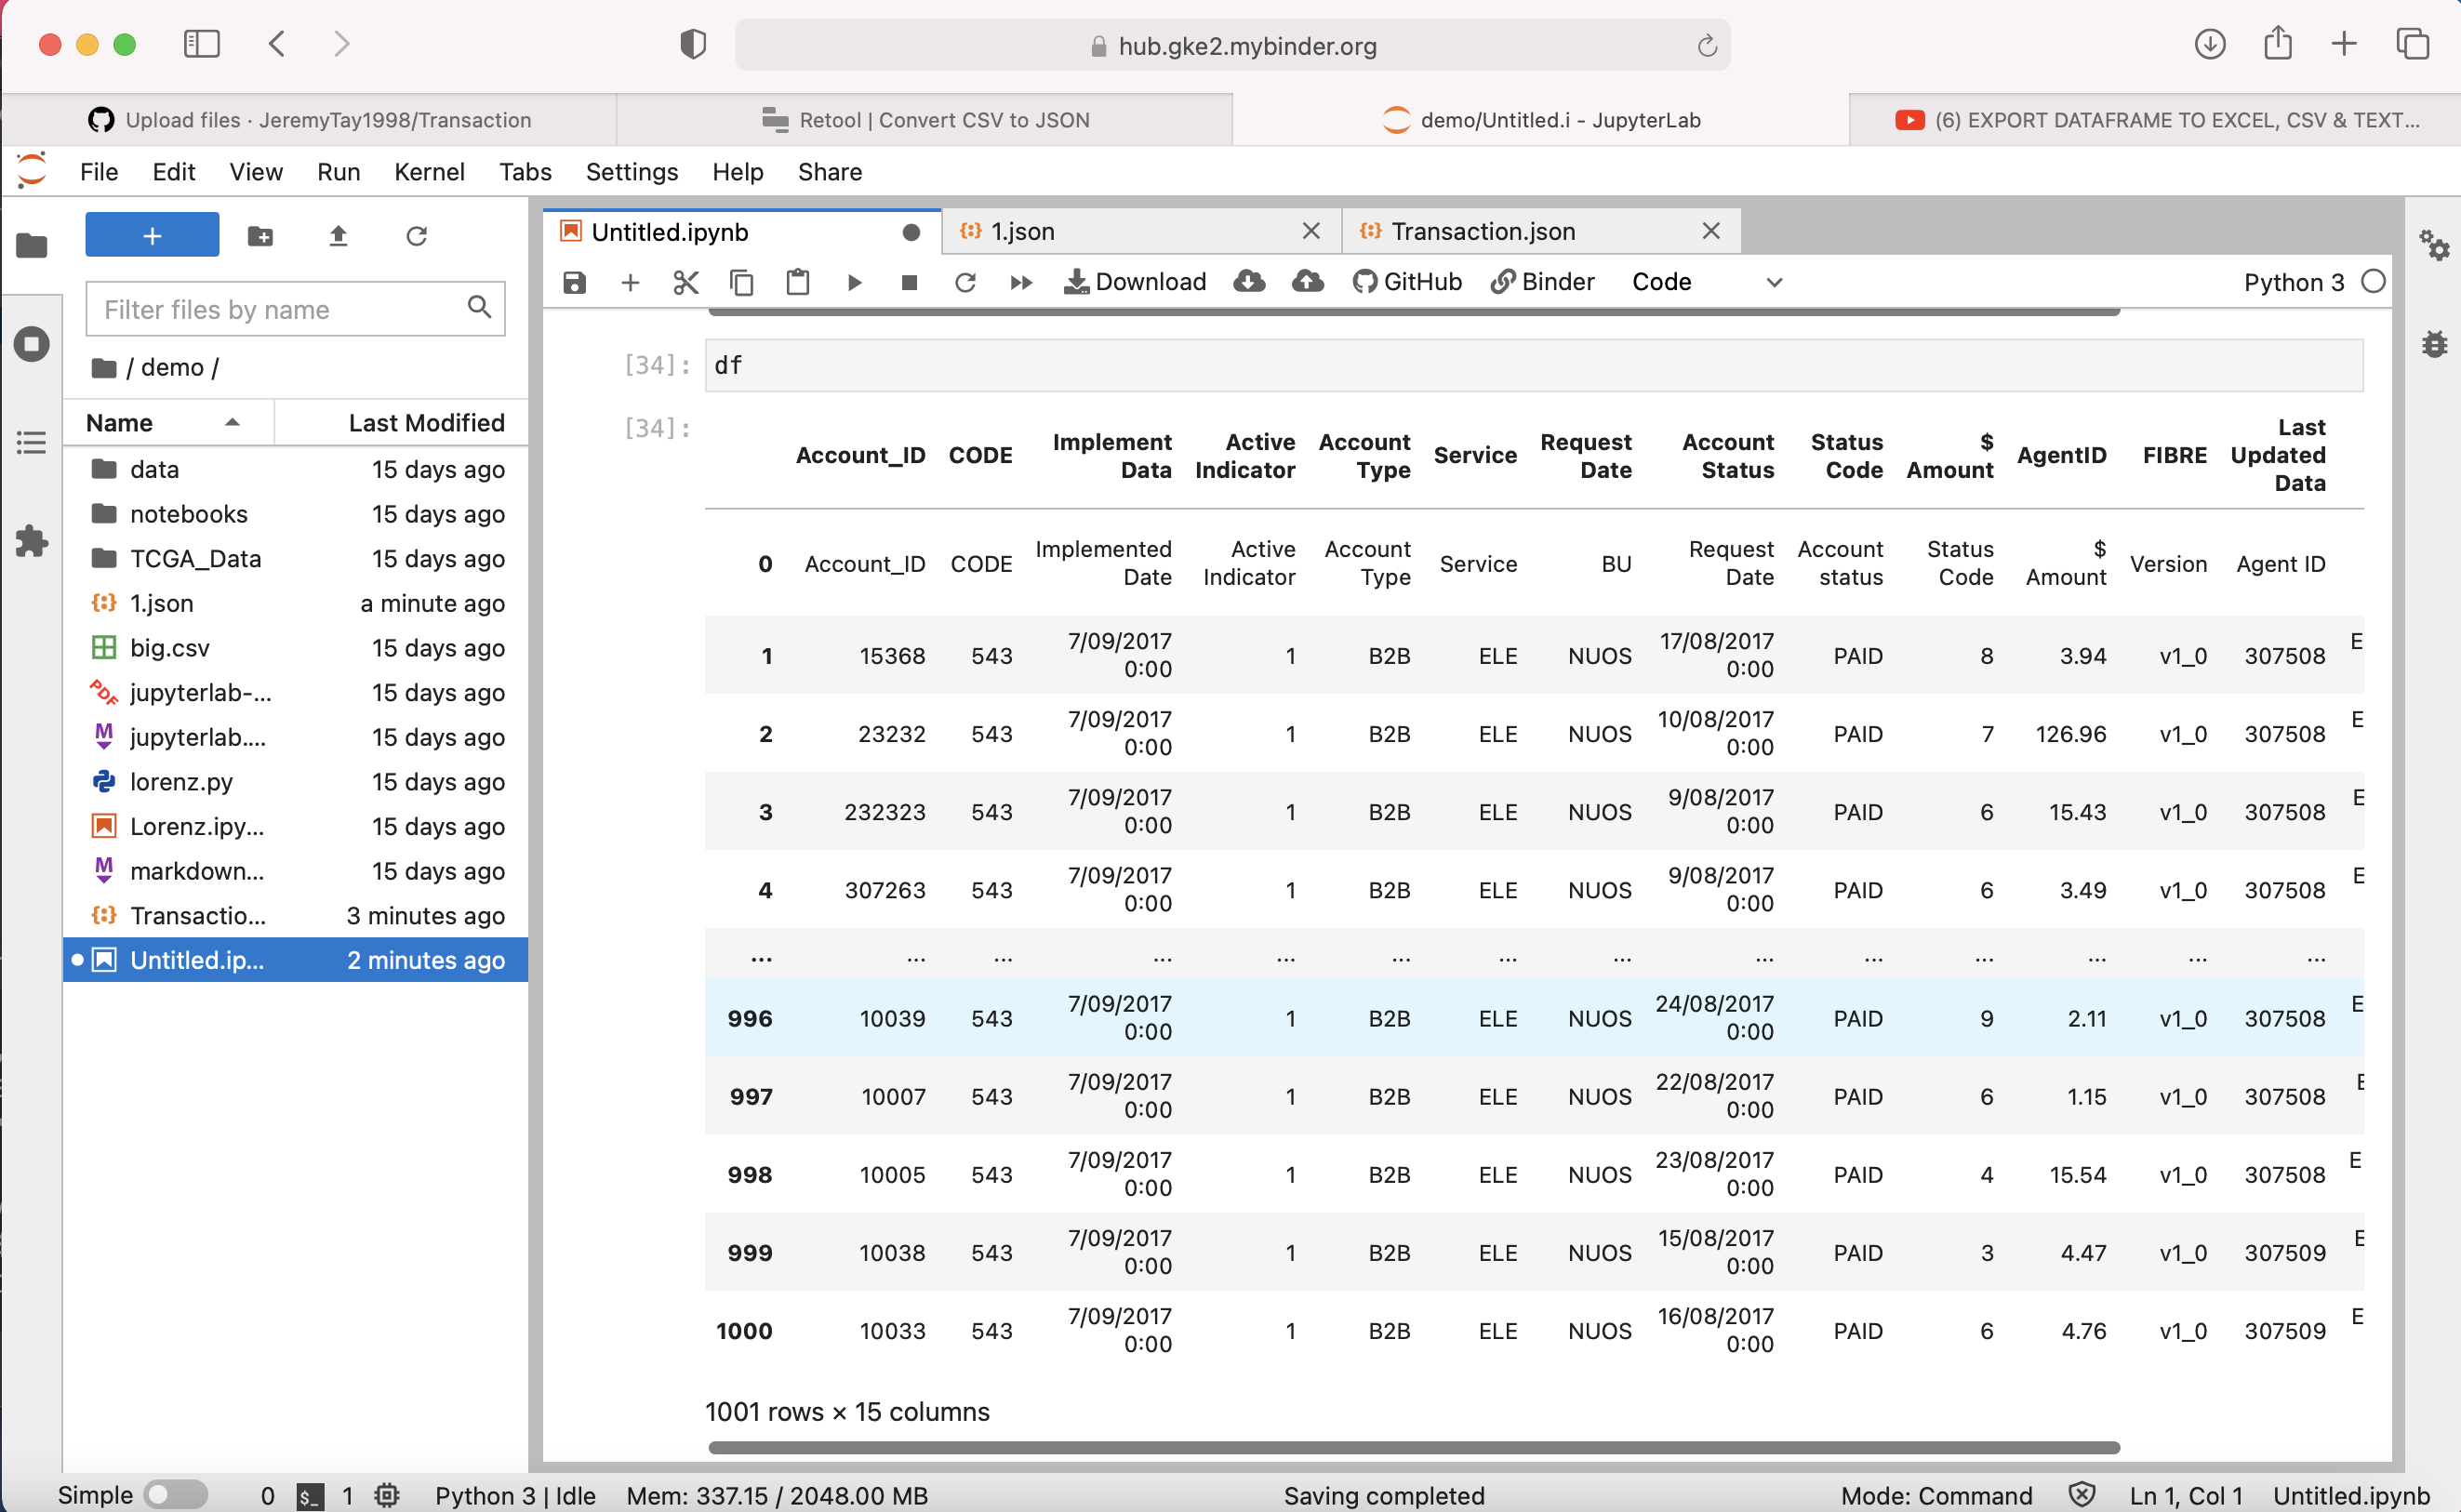 hub.gke2.mybinder.org
Upload files · JeremyTay1998/Transaction
Retool | Convert CSV to JSON
demo/Untitled.i - JupyterLab
(6) EXPORT DATAFRAME TO EXCEL, CSV & TEXT...
File Edit View Run Kernel Tabs Settings Help Share
+
Filter files by name
/ demo /
Name Last Modified
data 15 days ago
notebooks 15 days ago
TCGA_Data 15 days ago
1.json a minute ago
big.csv 15 days ago
jupyterlab-... 15 days ago
jupyterlab.... 15 days ago
lorenz.py 15 days ago
Lorenz.ipy... 15 days ago
markdown... 15 days ago
Transactio... 3 minutes ago
Untitled.ip... 2 minutes ago
Untitled.ipynb
1.json
Transaction.json
Download GitHub Binder Code Python 3
[34]: df
[34]:
Account_ID CODE Implement Data Active Indicator Account Type Service Request Date Account Status Status Code $ Amount AgentID FIBRE Last Updated Data
0 Account_ID CODE Implemented Date Active Indicator Account Type Service BU Request Date Account status Status Code $ Amount Version Agent ID
1 15368 543 7/09/2017 0:00 1 B2B ELE NUOS 17/08/2017 0:00 PAID 8 3.94 v1_0 307508 E
2 23232 543 7/09/2017 0:00 1 B2B ELE NUOS 10/08/2017 0:00 PAID 7 126.96 v1_0 307508 E
3 232323 543 7/09/2017 0:00 1 B2B ELE NUOS 9/08/2017 0:00 PAID 6 15.43 v1_0 307508 E
4 307263 543 7/09/2017 0:00 1 B2B ELE NUOS 9/08/2017 0:00 PAID 6 3.49 v1_0 307508 E
... ... ... ... ... ... ... ... ... ... ... ... ... ...
996 10039 543 7/09/2017 0:00 1 B2B ELE NUOS 24/08/2017 0:00 PAID 9 2.11 v1_0 307508 E
997 10007 543 7/09/2017 0:00 1 B2B ELE NUOS 22/08/2017 0:00 PAID 6 1.15 v1_0 307508 E
998 10005 543 7/09/2017 0:00 1 B2B ELE NUOS 23/08/2017 0:00 PAID 4 15.54 v1_0 307508 E
999 10038 543 7/09/2017 0:00 1 B2B ELE NUOS 15/08/2017 0:00 PAID 3 4.47 v1_0 307509 E
1000 10033 543 7/09/2017 0:00 1 B2B ELE NUOS 16/08/2017 0:00 PAID 6 4.76 v1_0 307509 E
1001 rows × 15 columns
Simple 0 $_ 1 Python 3 | Idle Mem: 337.15 / 2048.00 MB Saving completed Mode: Command Ln 1, Col 1 Untitled.ipynb